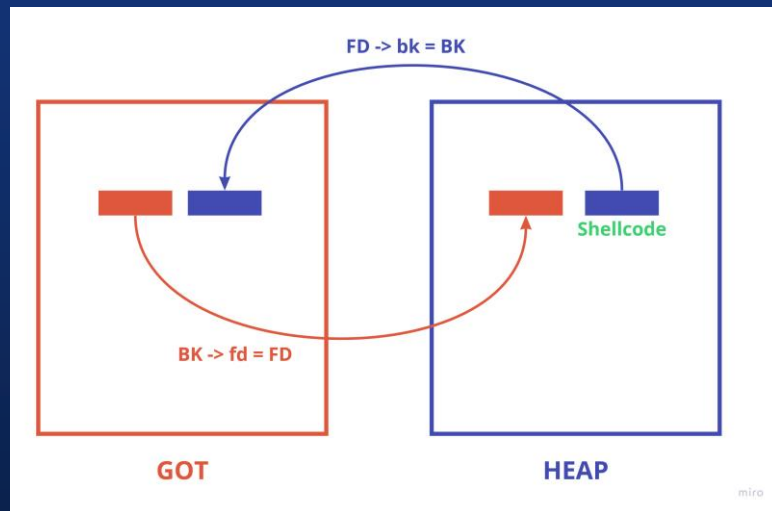 FD -> bk = BK
Shellcode
BK -> fd = FD
GOT
HEAP
miro